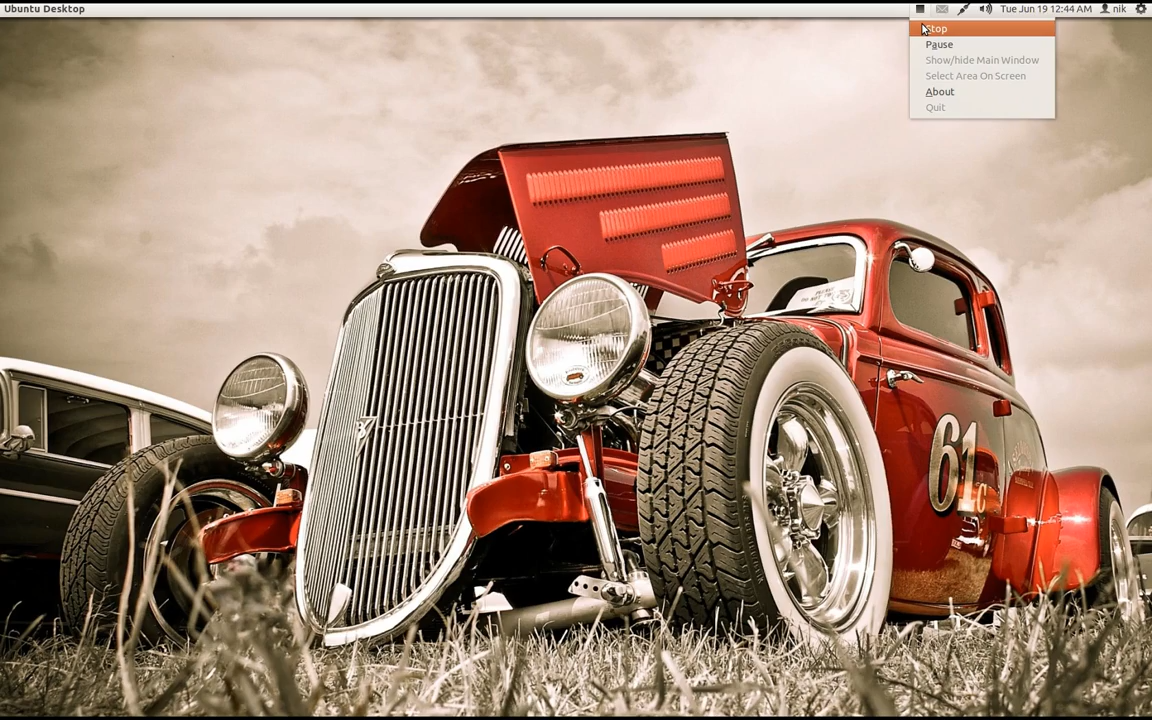 Ubuntu Desktop
Tue Jun 19 12:44 AM
nik
Stop
Pause
Show/hide Main Window
Select Area On Screen
About
Quit
61